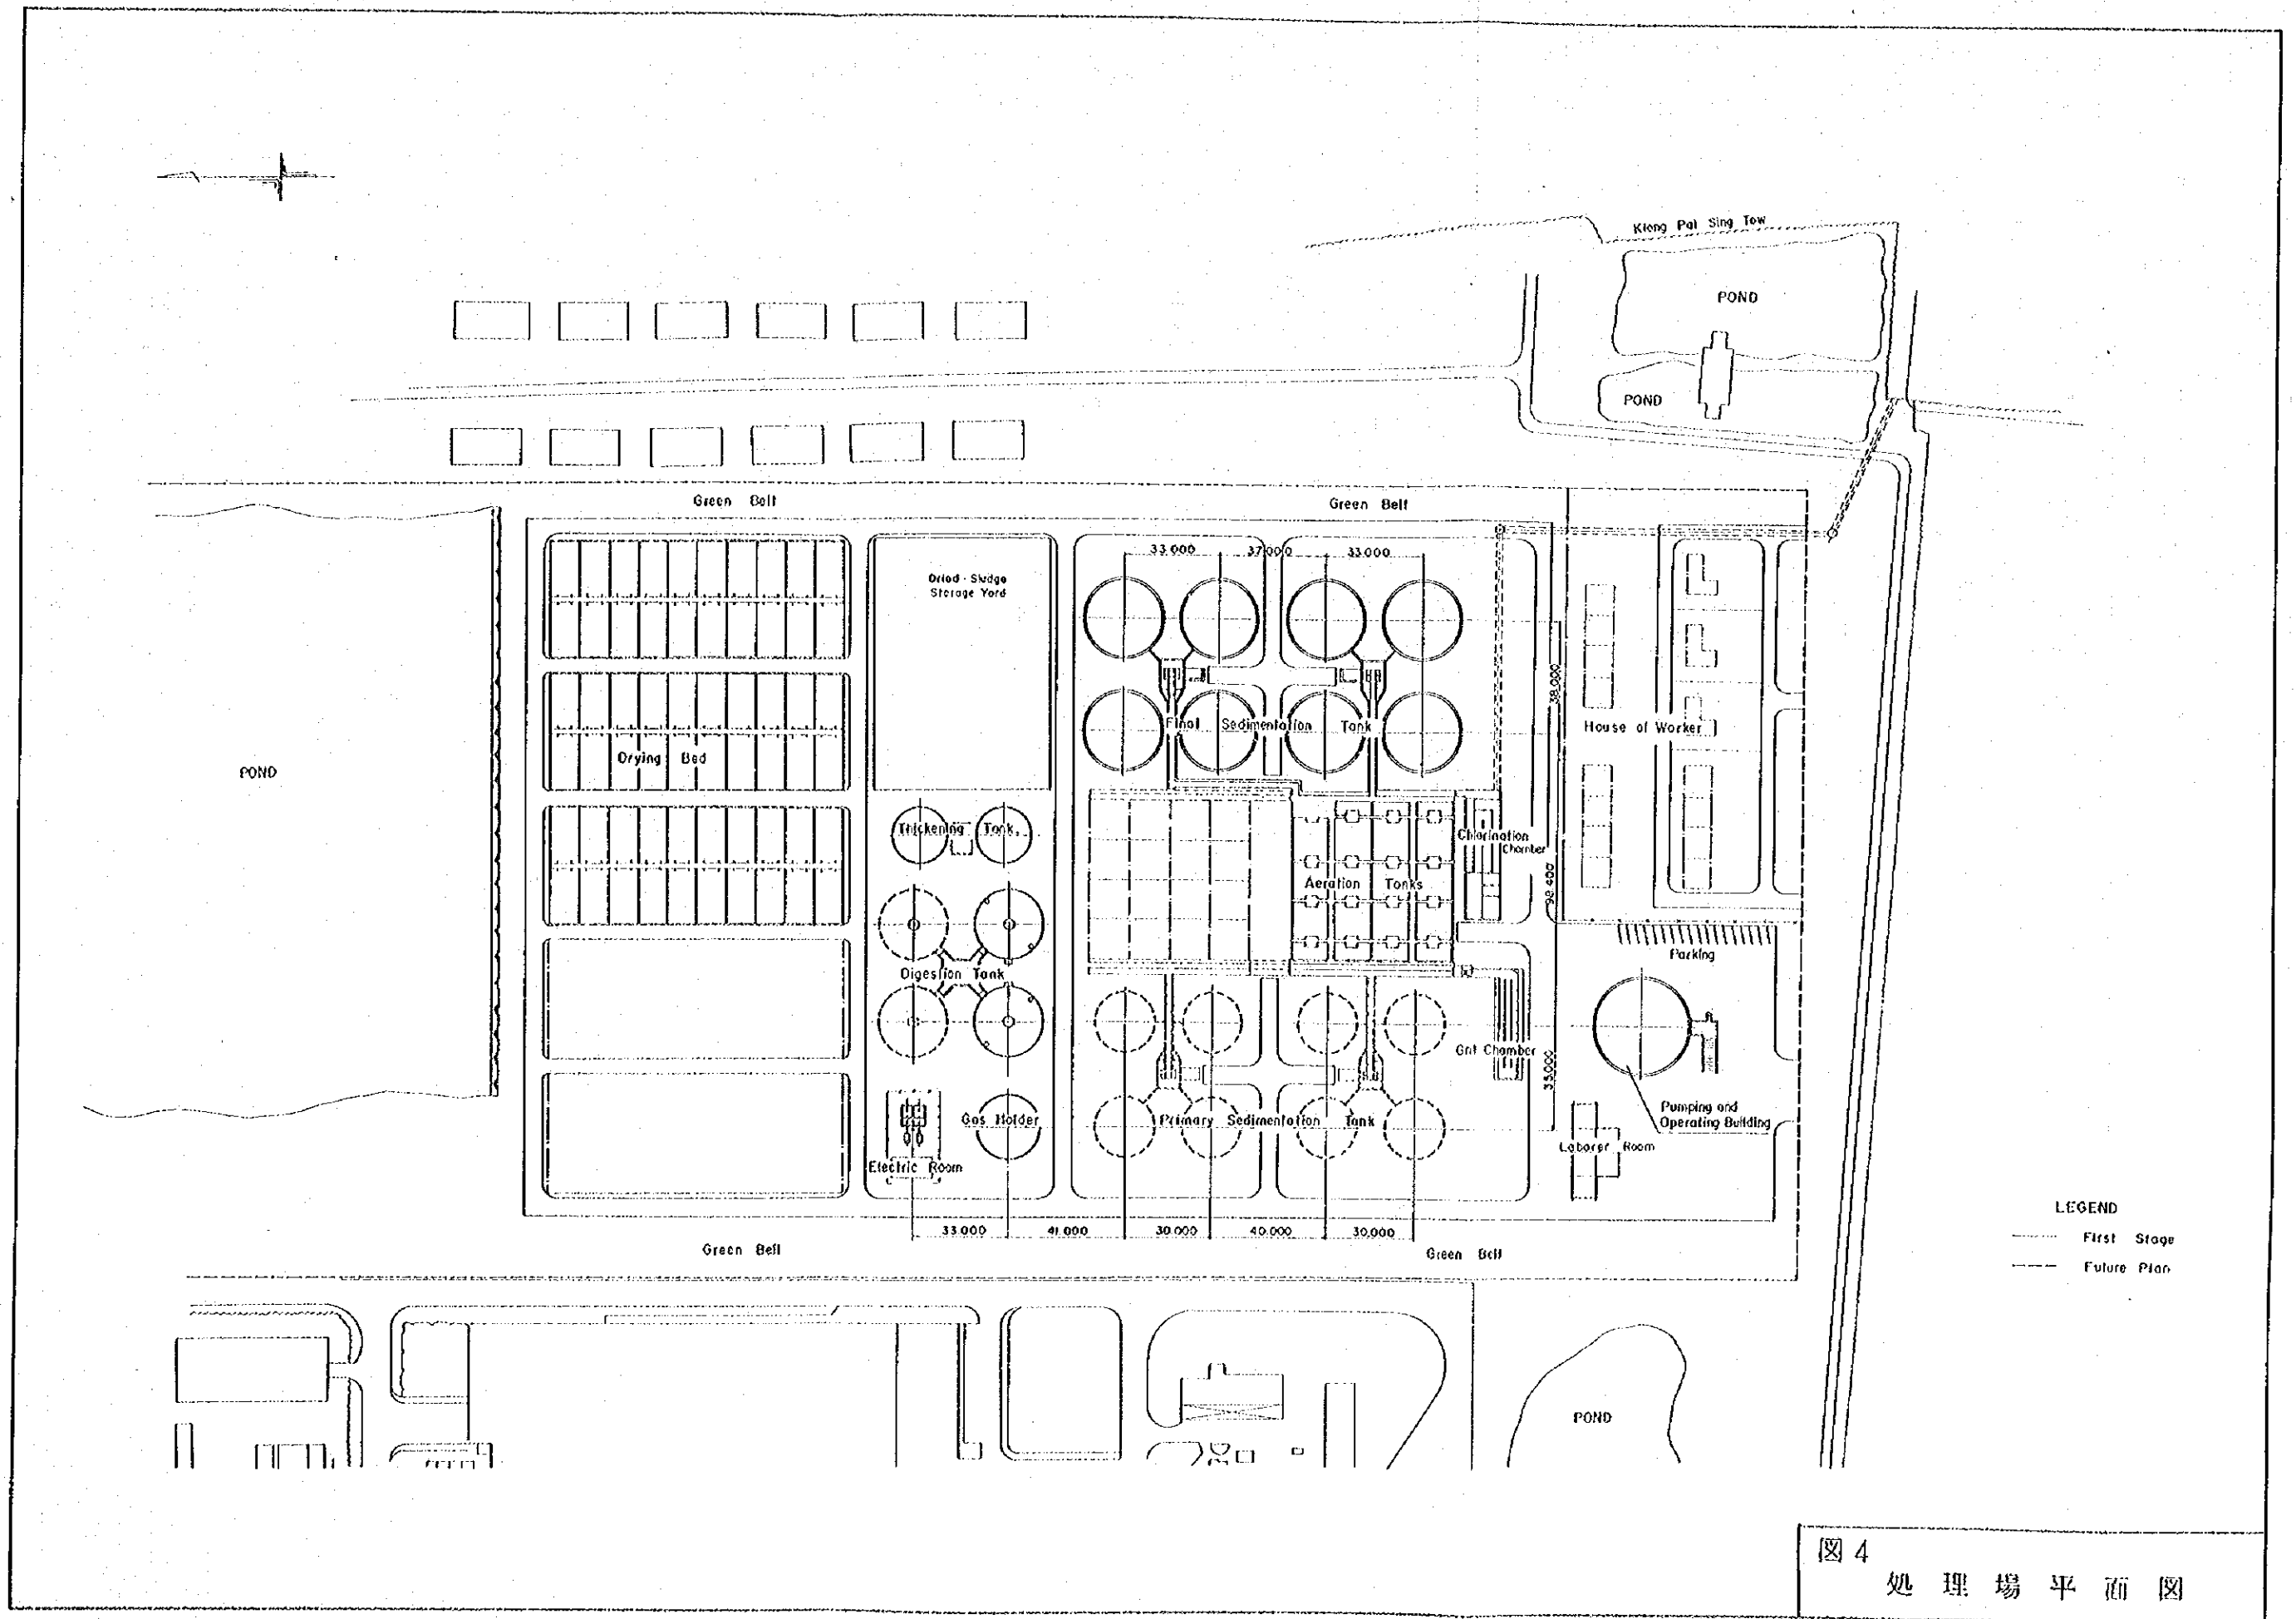 Klong Pai Sing Tow
POND
POND
Green Belt
Green Belt
33.000
37.000
33.000
Dried - Sludge
Storage Yard
38.000
Final Sedimentation Tank
House of Worker
Drying Bed
POND
Thickening Tank
Chlorination
Chamber
Aeration Tanks
98.400
Parking
Digestion Tank
Grit Chamber
35.000
Pumping and
Operating Building
Gas Holder
Primary Sedimentation Tank
Laborer Room
Electric Room
LEGEND
First Stage
Future Plan
33.000
41.000
30.000
40.000
30.000
Green Belt
Green Belt
POND
図 4
処 理 場 平 面 図